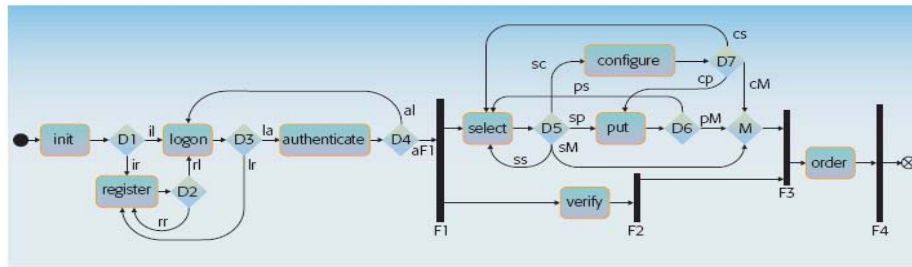 cs
sc
configure
D7
cp
cM
ps
al
init
D1
il
logon
D3
la
authenticate
D4
aF1
select
D5
sp
put
D6
pM
M
ir
rl
lr
ss
sM
register
D2
rr
verify
order
F1
F2
F3
F4